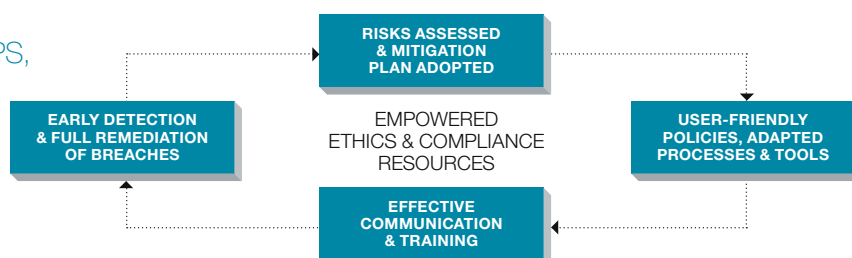 PS,
RISKS ASSESSED
& MITIGATION
PLAN ADOPTED
EARLY DETECTION
& FULL REMEDIATION
OF BREACHES
EMPOWERED
ETHICS & COMPLIANCE
RESOURCES
USER-FRIENDLY
POLICIES, ADAPTED
PROCESSES & TOOLS
EFFECTIVE
COMMUNICATION
& TRAINING